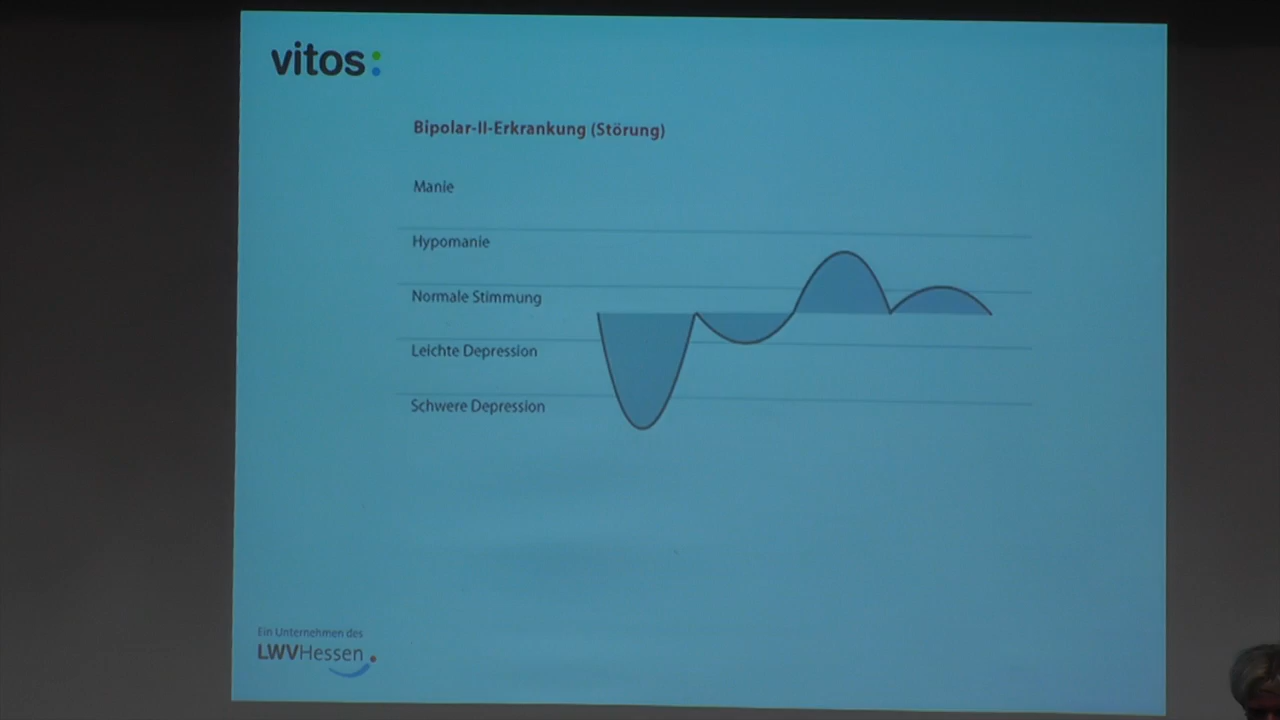 vitos:
Bipolar-II-Erkrankung (Störung)
Manie
Hypomanie
Normale Stimmung
Leichte Depression
Schwere Depression
Ein Unternehmen des
LWVHessen